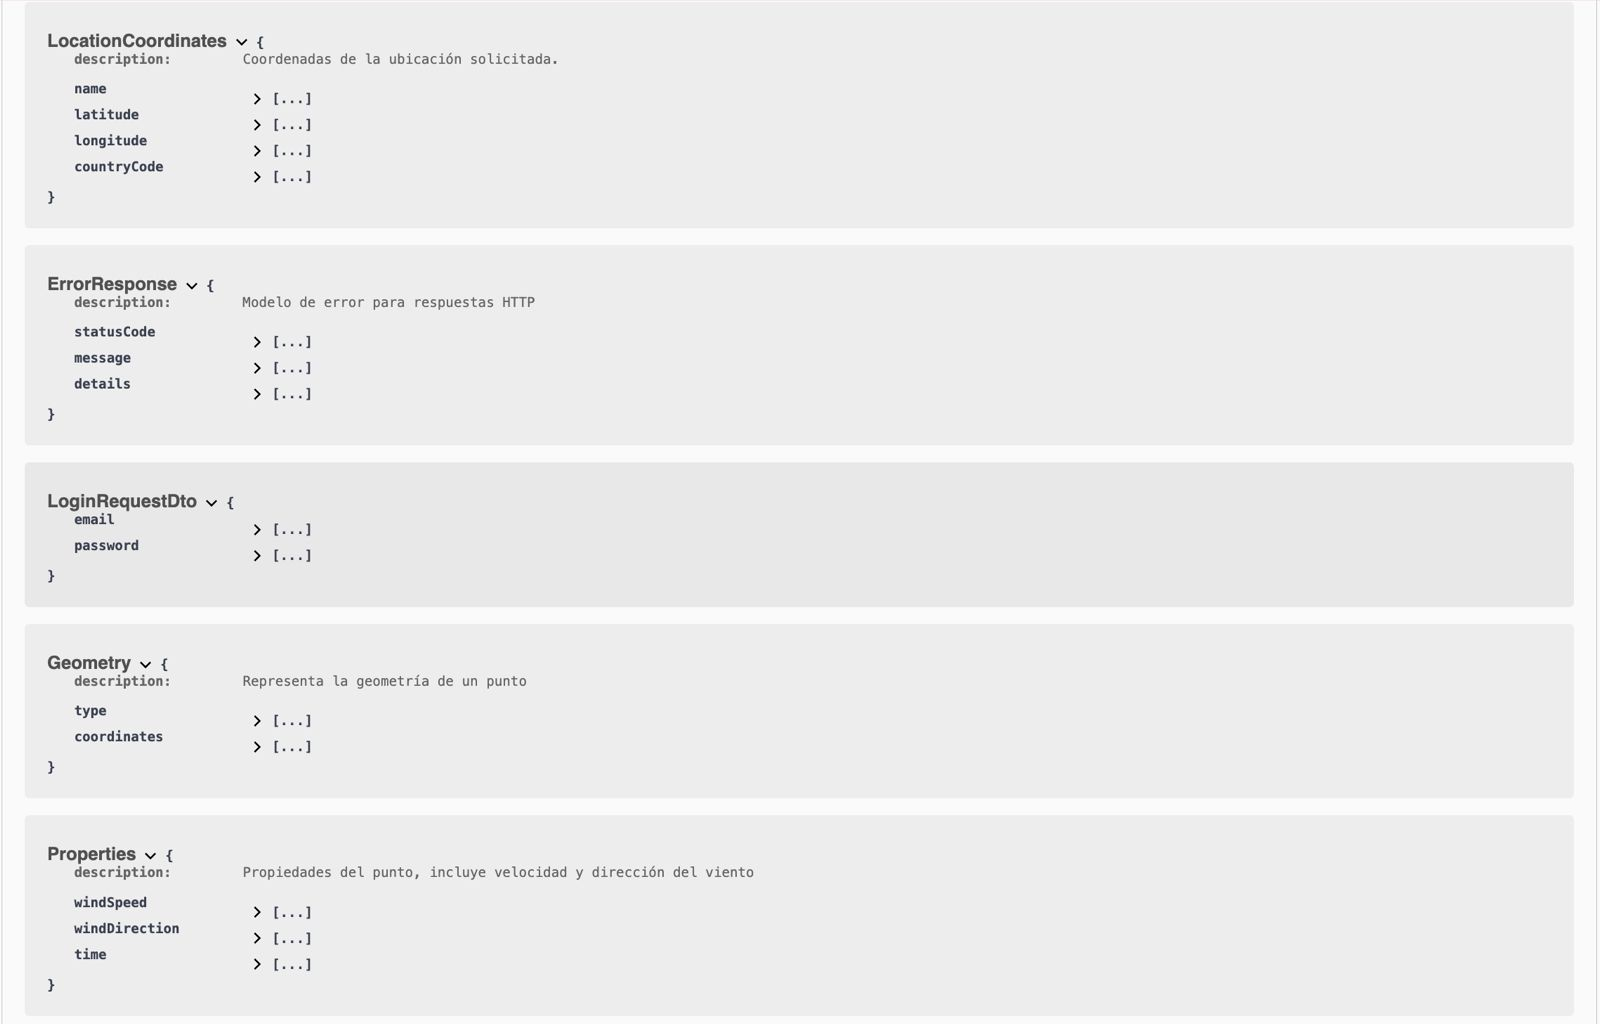 LocationCoordinates {
description: Coordenadas de la ubicación solicitada.
name [...]
latitude [...]
longitude [...]
countryCode [...]
}
ErrorResponse {
description: Modelo de error para respuestas HTTP
statusCode [...]
message [...]
details [...]
}
LoginRequestDto {
email [...]
password [...]
}
Geometry {
description: Representa la geometría de un punto
type [...]
coordinates [...]
}
Properties {
description: Propiedades del punto, incluye velocidad y dirección del viento
windSpeed [...]
windDirection [...]
time [...]
}